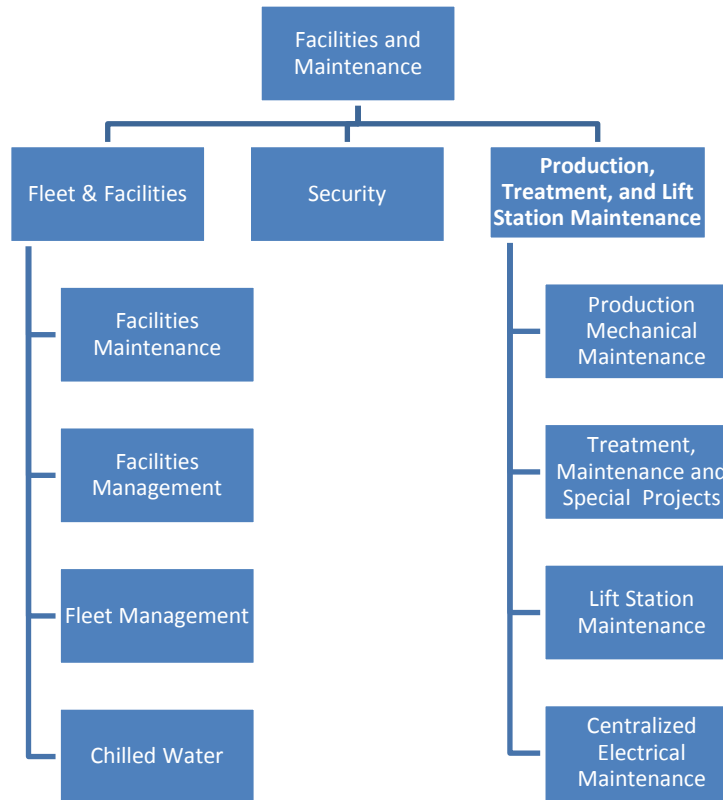 Facilities and
Maintenance
Fleet & Facilities
Security
Production,
Treatment, and Lift
Station Maintenance
Facilities
Maintenance
Facilities
Management
Fleet Management
Chilled Water
Production
Mechanical
Maintenance
Treatment,
Maintenance and
Special Projects
Lift Station
Maintenance
Centralized
Electrical
Maintenance